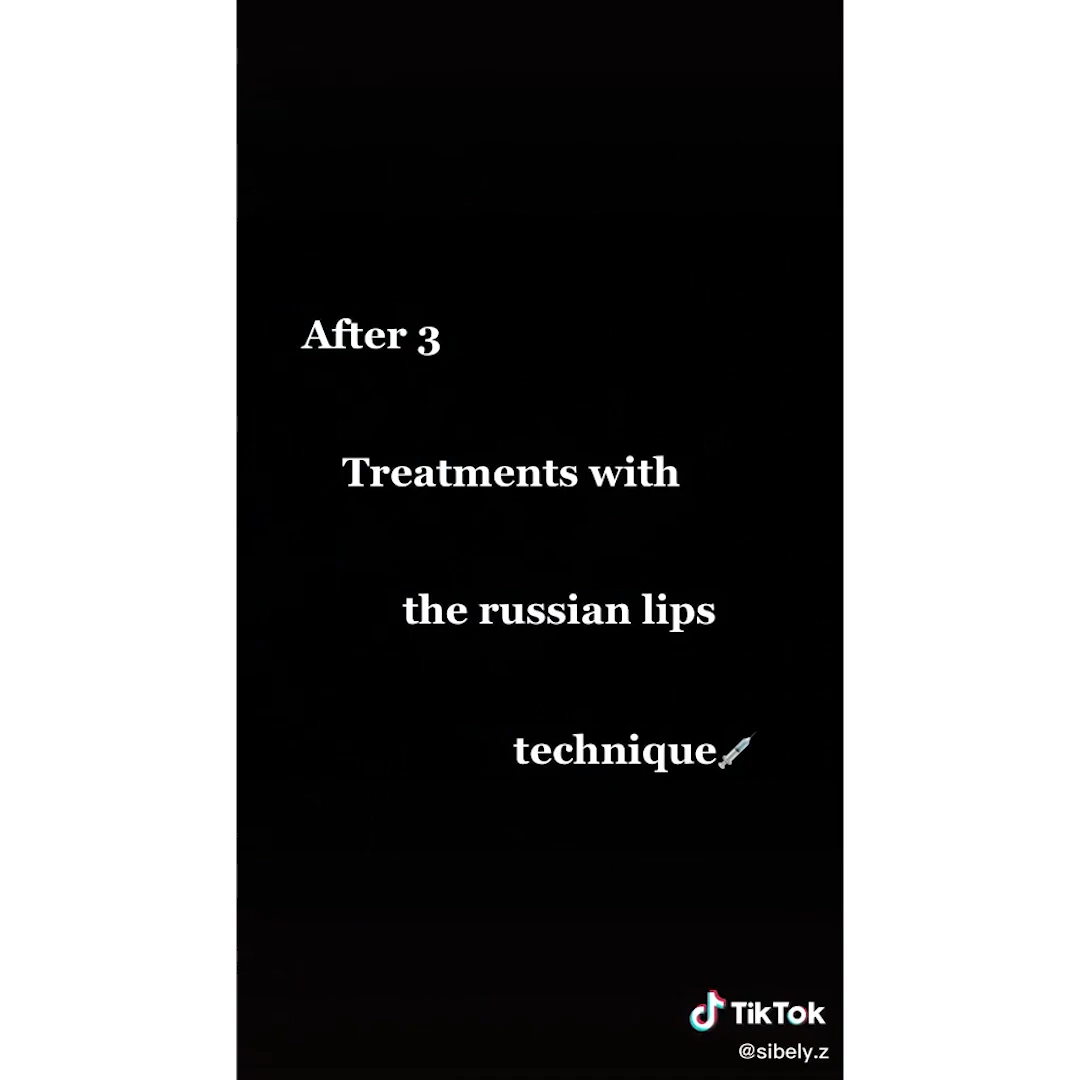 After 3
Treatments with
the russian lips
technique💉
TikTok
@sibely.z